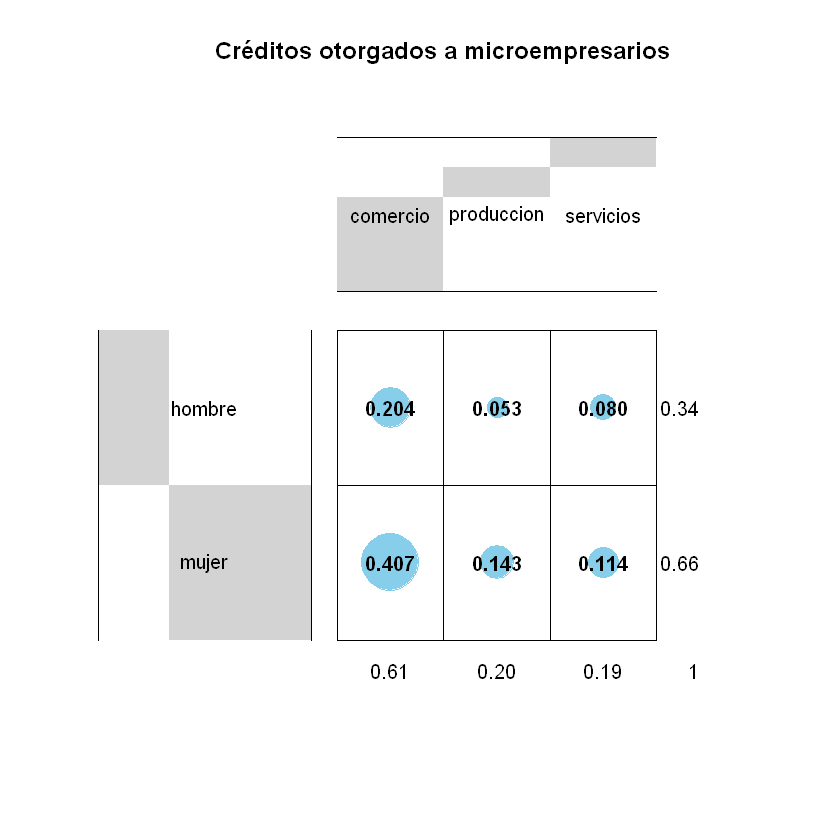 Créditos otorgados a microempresarios
comercio produccion servicios
hombre 0.204 0.053 0.080 0.34
mujer 0.407 0.143 0.114 0.66
0.61 0.20 0.19 1